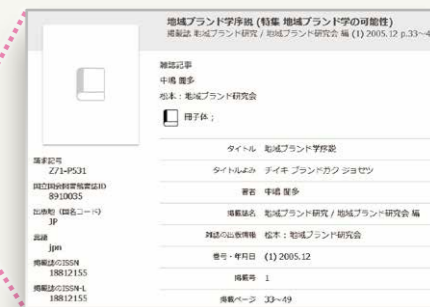 地域ブランド学序説 (特集 地域ブランド学の可能性)
掲載誌 地域ブランド研究 / 地域ブランド研究会 編 (1) 2005.12 p.33~4
雑誌記事
中嶋 聞多
松本 : 地域ブランド研究会
冊子体 ;
請求記号
Z71-P531
国立国会図書館書誌ID
8910035
出版地 (国名コード)
JP
言語
jpn
掲載誌のISSN
18812155
掲載誌のISSN-L
18812155
タイトル 地域ブランド学序説
タイトルよみ チイキ ブランドガク ジョセツ
著者 中嶋 聞多
掲載誌名 地域ブランド研究 / 地域ブランド研究会 編
雑誌の出版情報 松本 : 地域ブランド研究会
巻号・年月日 (1) 2005.12
掲載号 1
掲載ページ 33~49